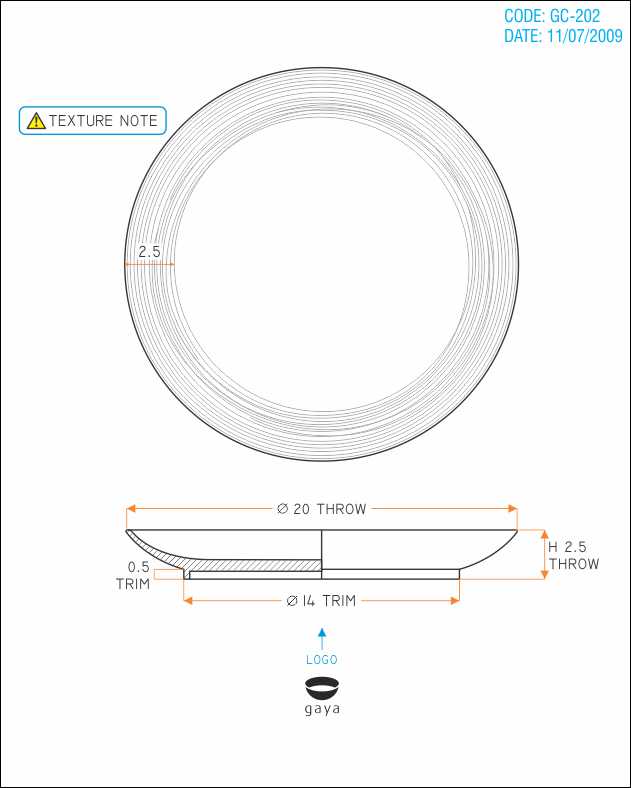 CODE: GC-202
DATE: 11/07/2009
TEXTURE NOTE
2.5
Ø 20 THROW
H 2.5
THROW
0.5
TRIM
Ø 14 TRIM
LOGO
gaya